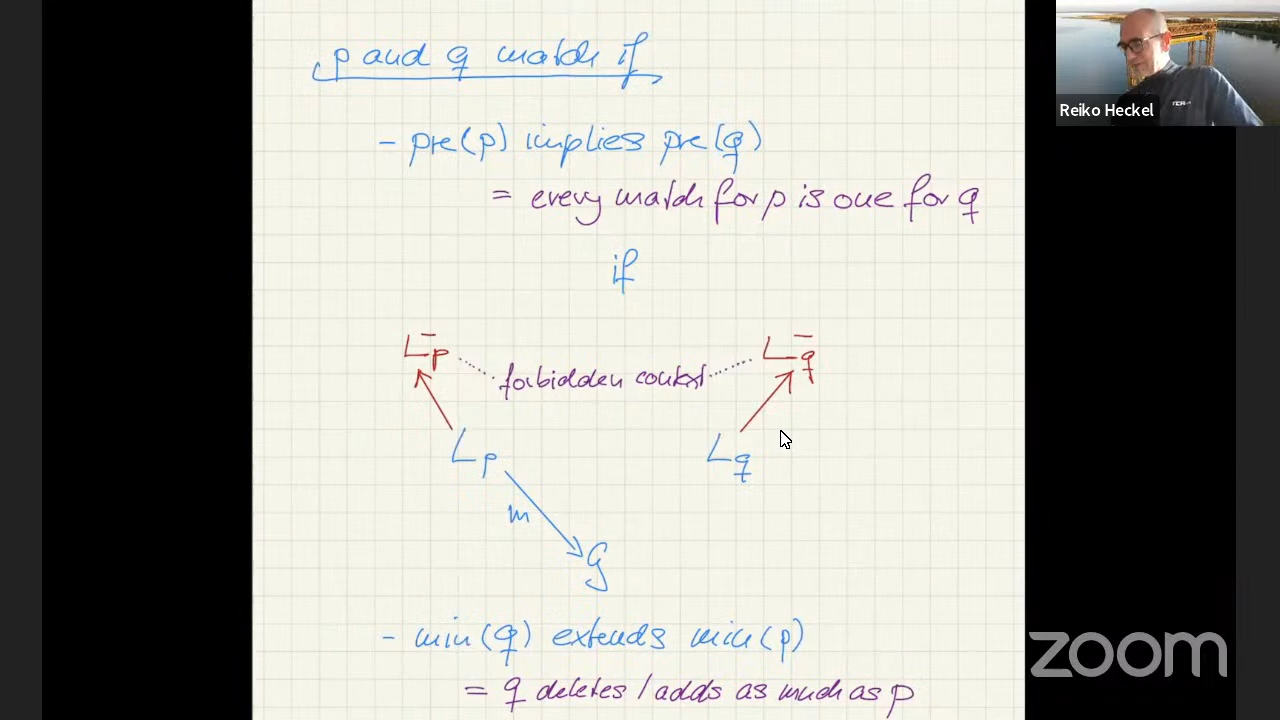 p and q match if
- pre(p) implies pre(q)
= every match for p is one for q
if
L̄p
forbidden context
L̄q
Lp
Lq
m
G
- min(q) extends min(p)
= q deletes / adds as much as p
Reiko Heckel
zoom